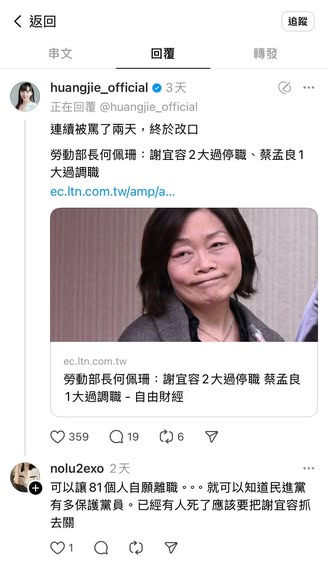 返回
追蹤
串文
回覆
轉發
huangjie_official 3天
正在回覆 @huangjie_official
連續被罵了兩天，終於改口
勞動部長何佩珊：謝宜容2大過停職、蔡孟良1
大過調職
ec.ltn.com.tw/amp/a...
ec.ltn.com.tw
勞動部長何佩珊：謝宜容2大過停職 蔡孟良
1大過調職 - 自由財經
359 19 6
nolu2exo 2天
可以讓81個人自願離職。。。就可以知道民進黨
有多保護黨員。已經有人死了應該要把謝宜容抓
去關
1